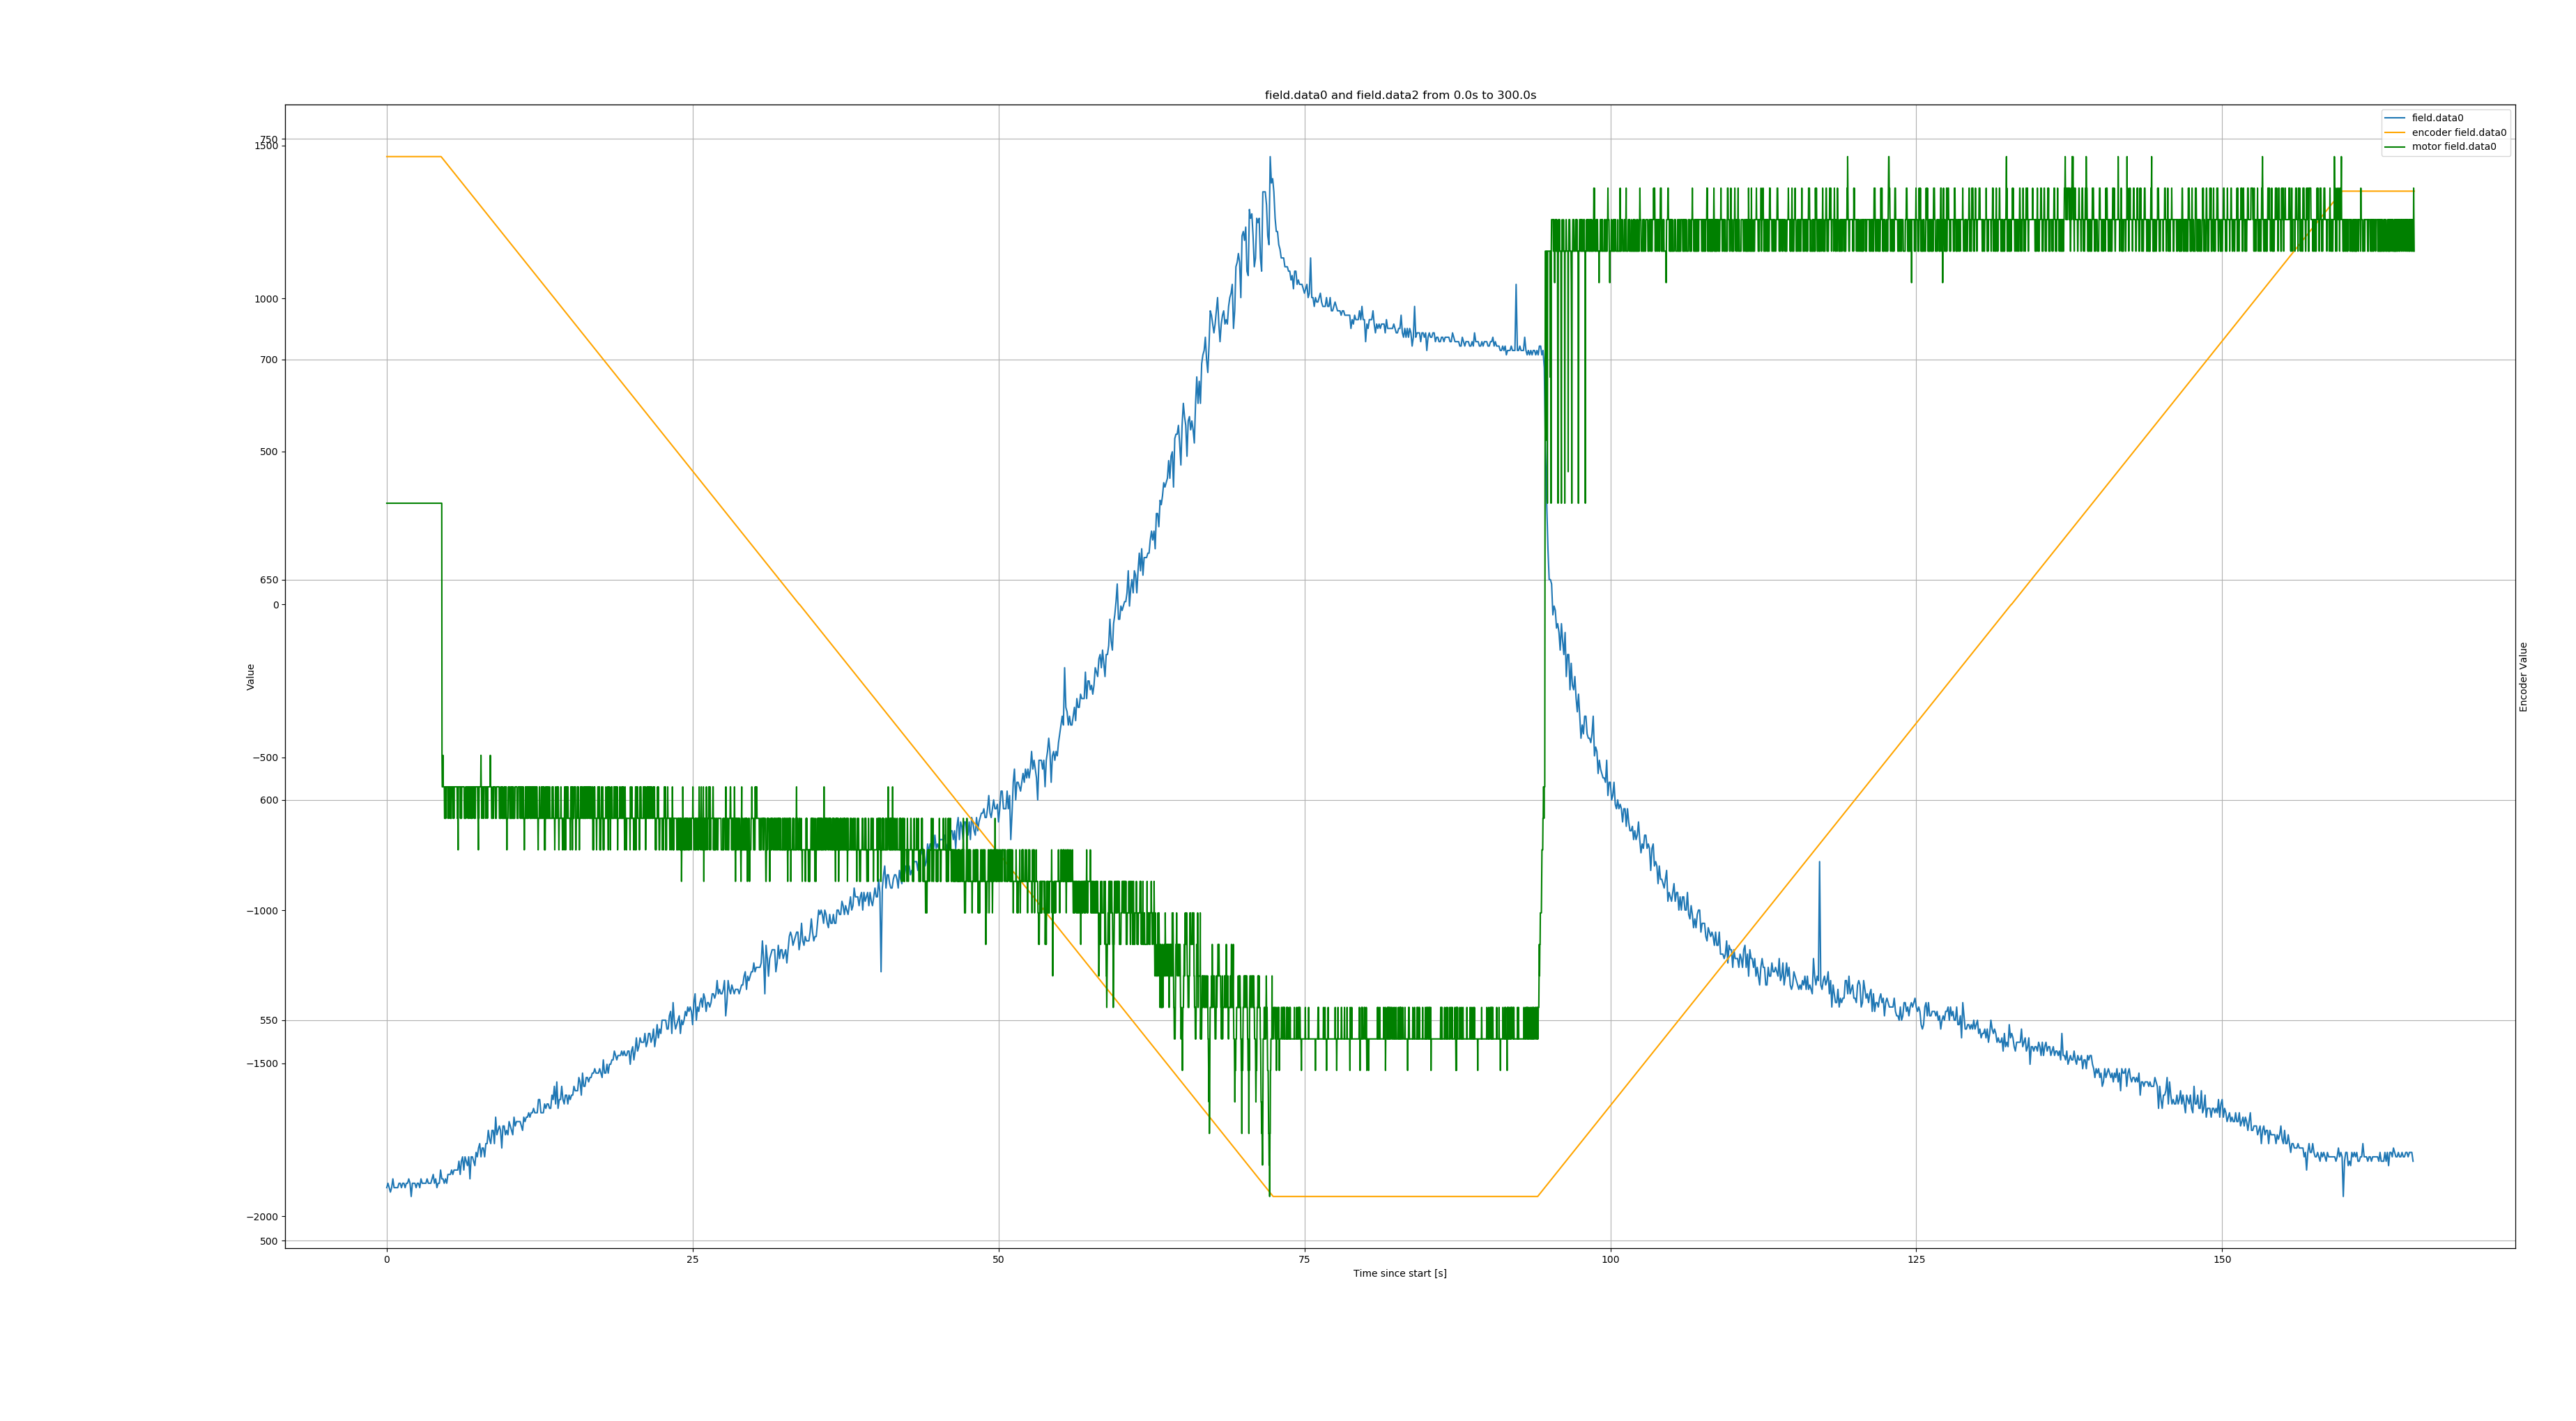 field.data0 and field.data2 from 0.0s to 300.0s
field.data0
encoder field.data0
motor field.data0
750
1500
1000
700
500
650
0
−500
600
−1000
550
−1500
−2000
500
Value
Encoder Value
0 25 50 75 100 125 150
Time since start [s]